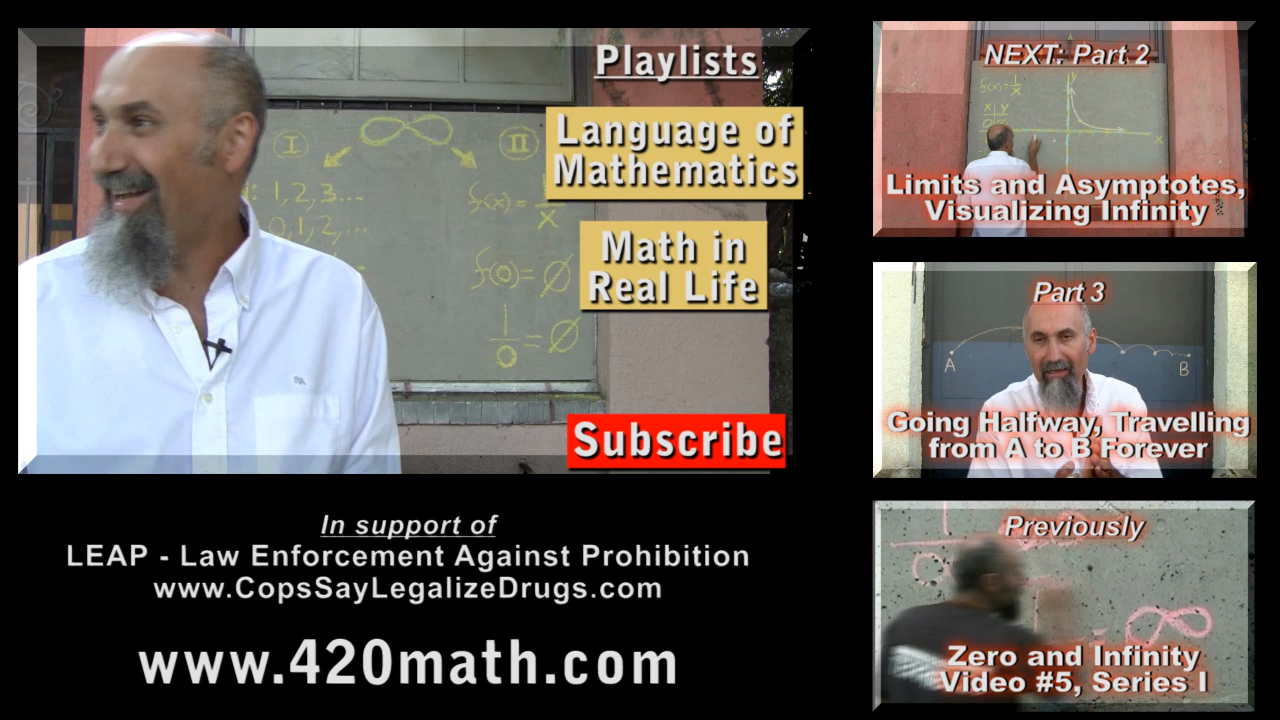 Playlists
Language of
Mathematics
Math in
Real Life
Subscribe
I
II
1, 2, 3...
0, 1, 2, ...
f(x) = 1/X
f(0) = ∅
1/0 = ∅
In support of
LEAP - Law Enforcement Against Prohibition
www.CopsSayLegalizeDrugs.com
www.420math.com
NEXT: Part 2
f(x) = 1/x
x y
Y
X
Limits and Asymptotes,
Visualizing Infinity
Part 3
A
B
Going Halfway, Travelling
from A to B Forever
Previously
∞
Zero and Infinity
Video #5, Series I